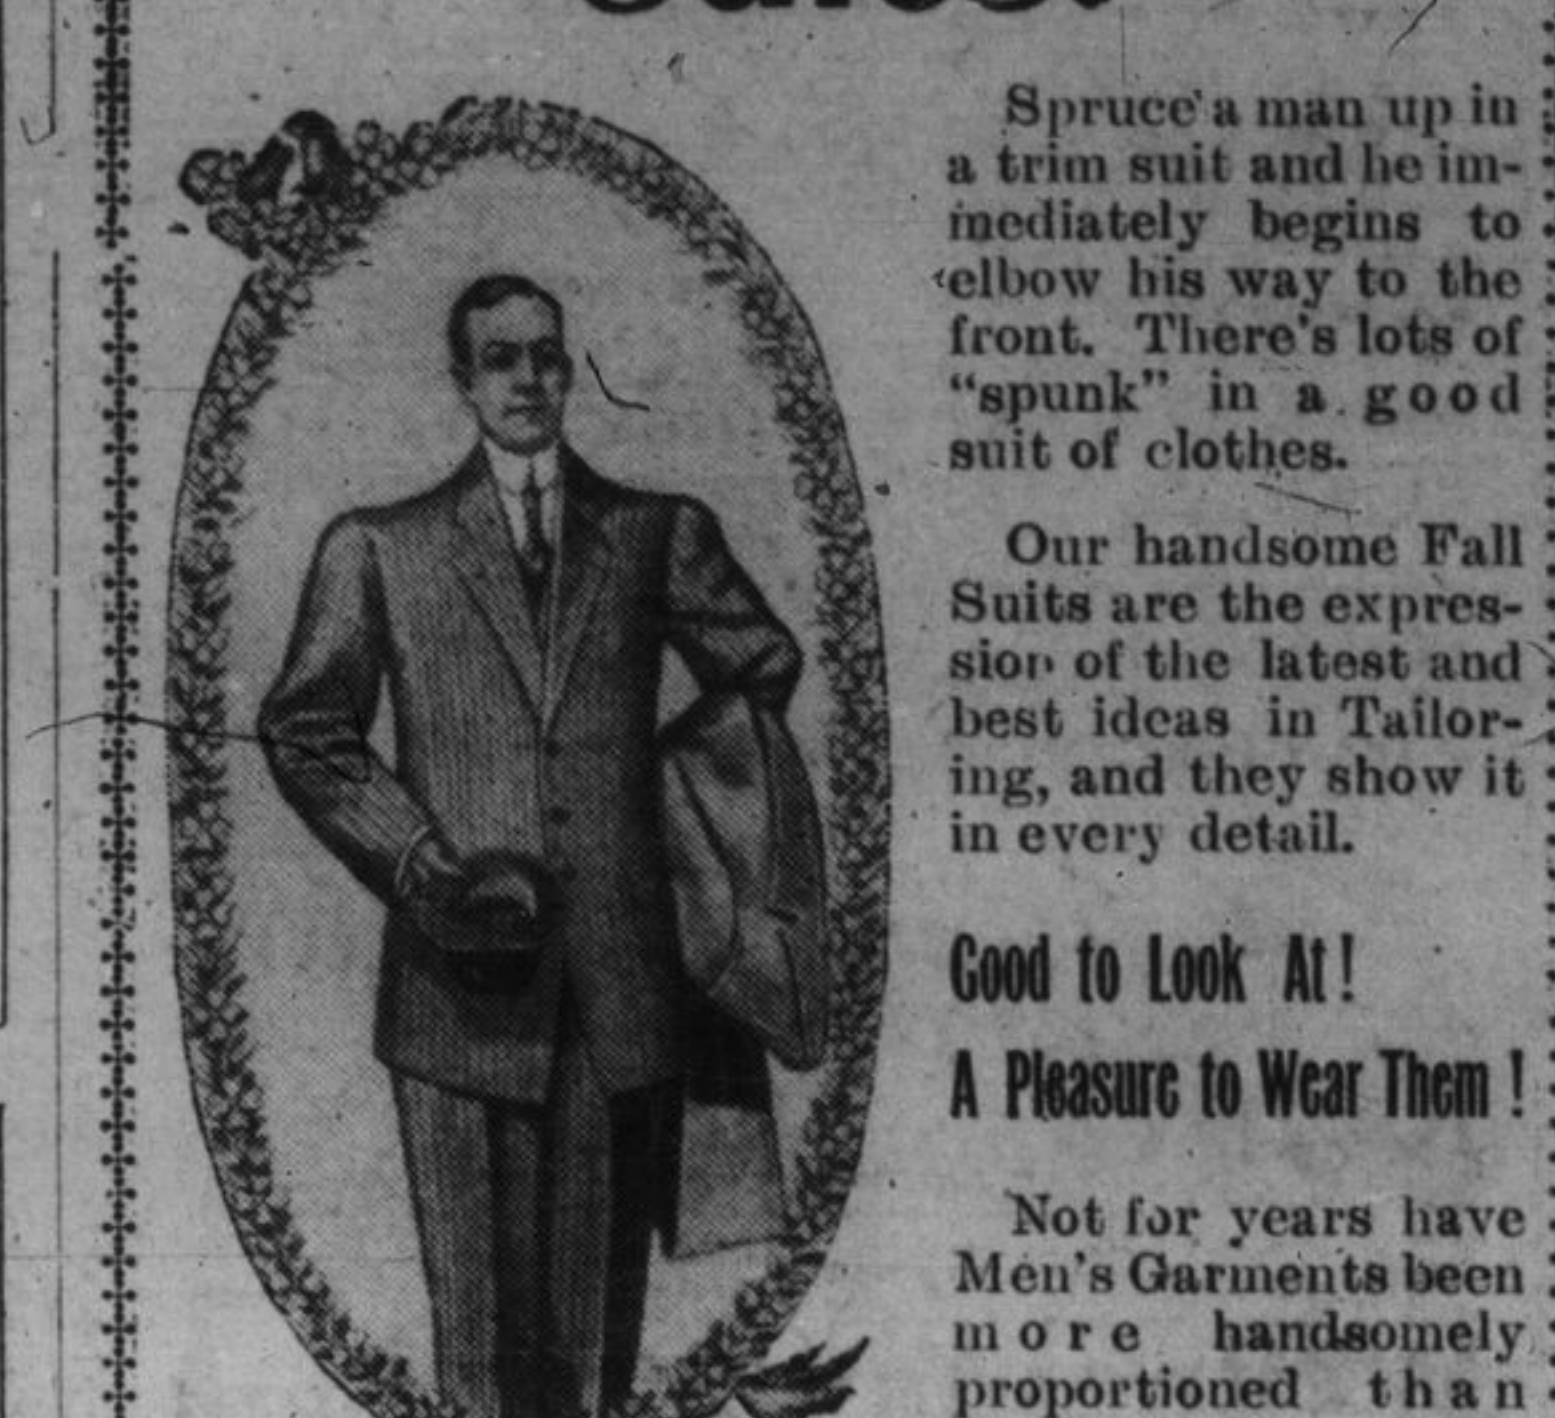 Spruce a man up in
a trim suit and he im-
mediately begins to
elbow his way to the
front. There's lots of
"spunk" in a good
suit of clothes.
Our handsome Fall
Suits are the expres-
sion of the latest and
best ideas in Tailor-
ing, and they show it
in every detail.
Good to Look At!
A Pleasure to Wear Them!
Not for years have
Men's Garments been
more handsomely
proportioned than